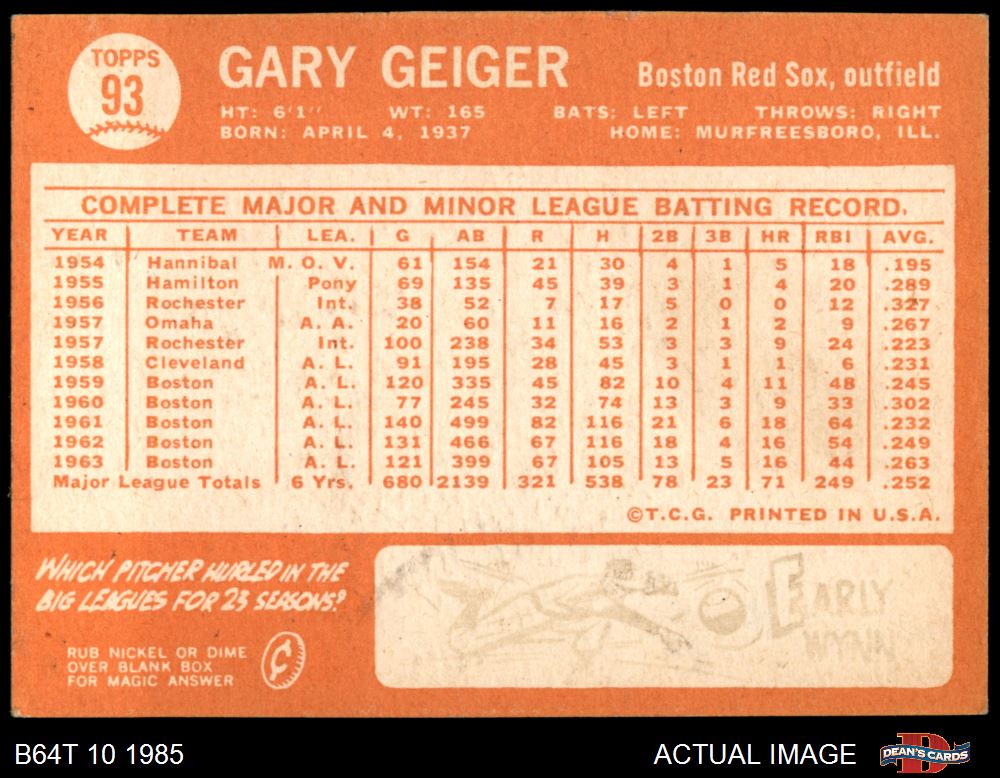 TOPPS
93
GARY GEIGER
Boston Red Sox, outfield
HT: 6'1'' WT: 165 BATS: LEFT THROWS: RIGHT
BORN: APRIL 4, 1937 HOME: MURFREESBORO, ILL.
COMPLETE MAJOR AND MINOR LEAGUE BATTING RECORD.
YEAR TEAM LEA. G AB R H 2B 3B HR RBI AVG.
1954 Hannibal M. O. V. 61 154 21 30 4 1 5 18 .195
1955 Hamilton Pony 69 135 45 39 3 1 4 20 .289
1956 Rochester Int. 38 52 7 17 5 0 0 12 .327
1957 Omaha A. A. 20 60 11 16 2 1 2 9 .267
1957 Rochester Int. 100 238 34 53 3 3 9 24 .223
1958 Cleveland A. L. 91 195 28 45 3 1 1 6 .231
1959 Boston A. L. 120 335 45 82 10 4 11 48 .245
1960 Boston A. L. 77 245 32 74 13 3 9 33 .302
1961 Boston A. L. 140 499 82 116 21 6 18 64 .232
1962 Boston A. L. 131 466 67 116 18 4 16 54 .249
1963 Boston A. L. 121 399 67 105 13 5 16 44 .263
Major League Totals 6 Yrs. 680 2139 321 538 78 23 71 249 .252
©T.C.G. PRINTED IN U.S.A.
WHICH PITCHER HURLED IN THE
BIG LEAGUES FOR 23 SEASONS?
RUB NICKEL OR DIME
OVER BLANK BOX
FOR MAGIC ANSWER
EARLY
WYNN
B64T 10 1985
ACTUAL IMAGE
DEAN'S CARDS